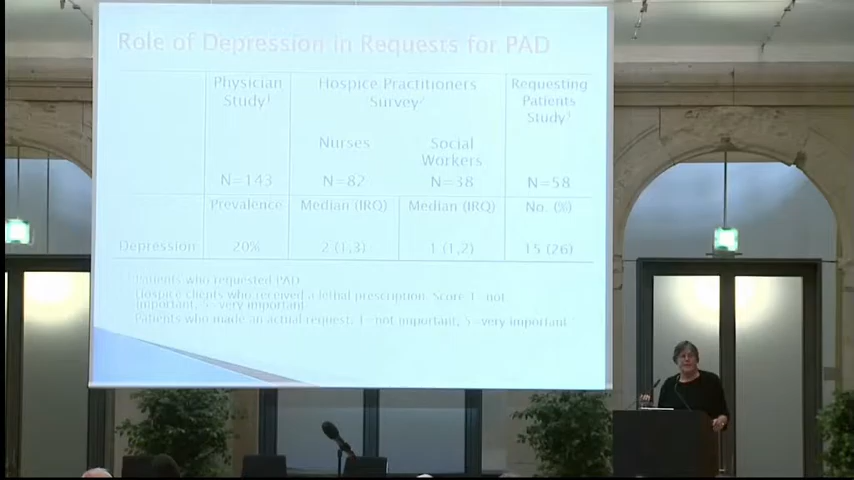 Role of Depression in Requests for PAD
Physician
Study¹
Hospice Practitioners
Survey²
Requesting
Patients
Study³
Nurses
Social
Workers
N=143
N=82
N=38
N=58
Prevalence
Median (IRQ)
Median (IRQ)
No. (%)
Depression
20%
2 (1,3)
1 (1,2)
15 (26)
Patients who requested PAD
Hospice clients who received a lethal prescription. Score 1=not
important, 5=very important
Patients who made an actual request. 1=not important, 5=very important